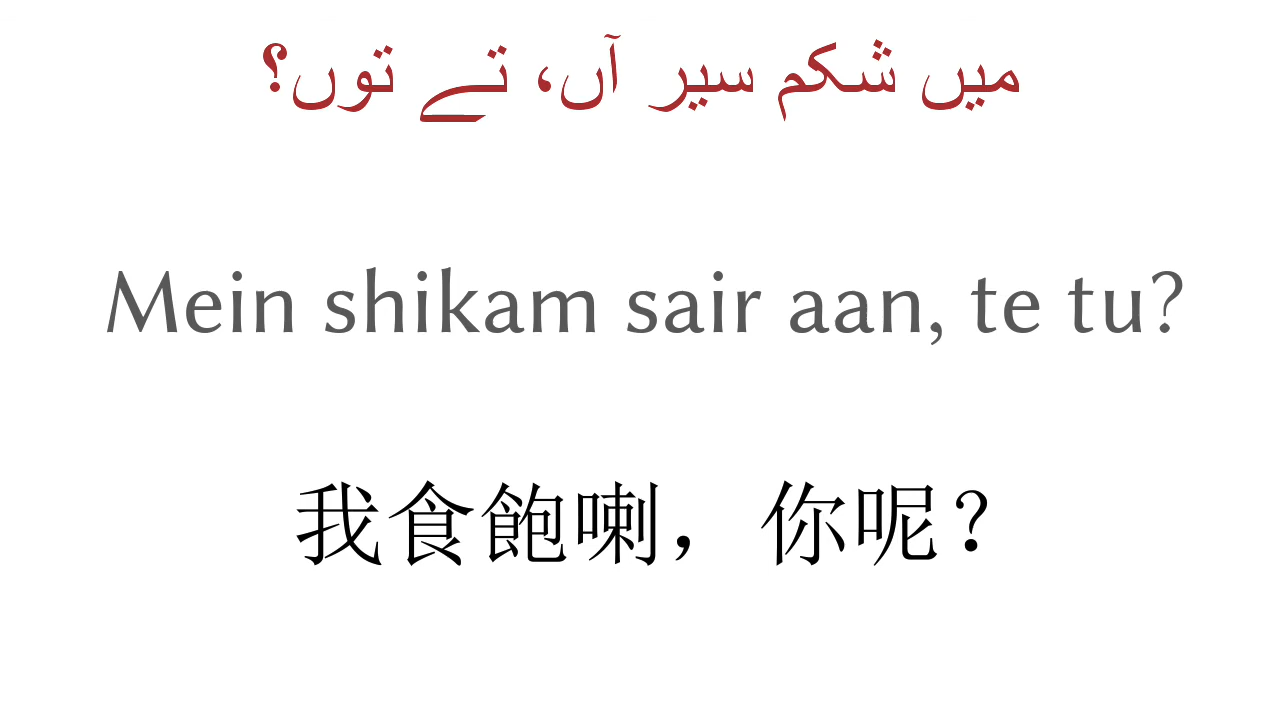 میں شکم سیر آں، تے توں؟
Mein shikam sair aan, te tu?
我食飽喇，你呢？